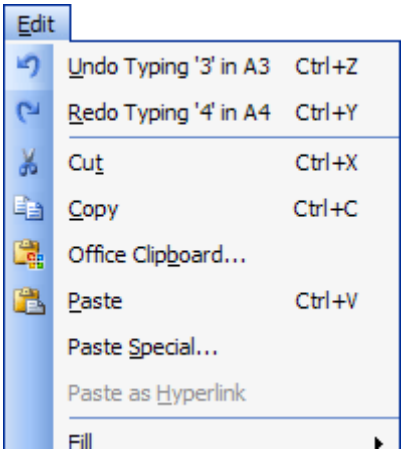 Edit
Undo Typing '3' in A3 Ctrl+Z
Redo Typing '4' in A4 Ctrl+Y
Cut Ctrl+X
Copy Ctrl+C
Office Clipboard...
Paste Ctrl+V
Paste Special...
Paste as Hyperlink
Fill